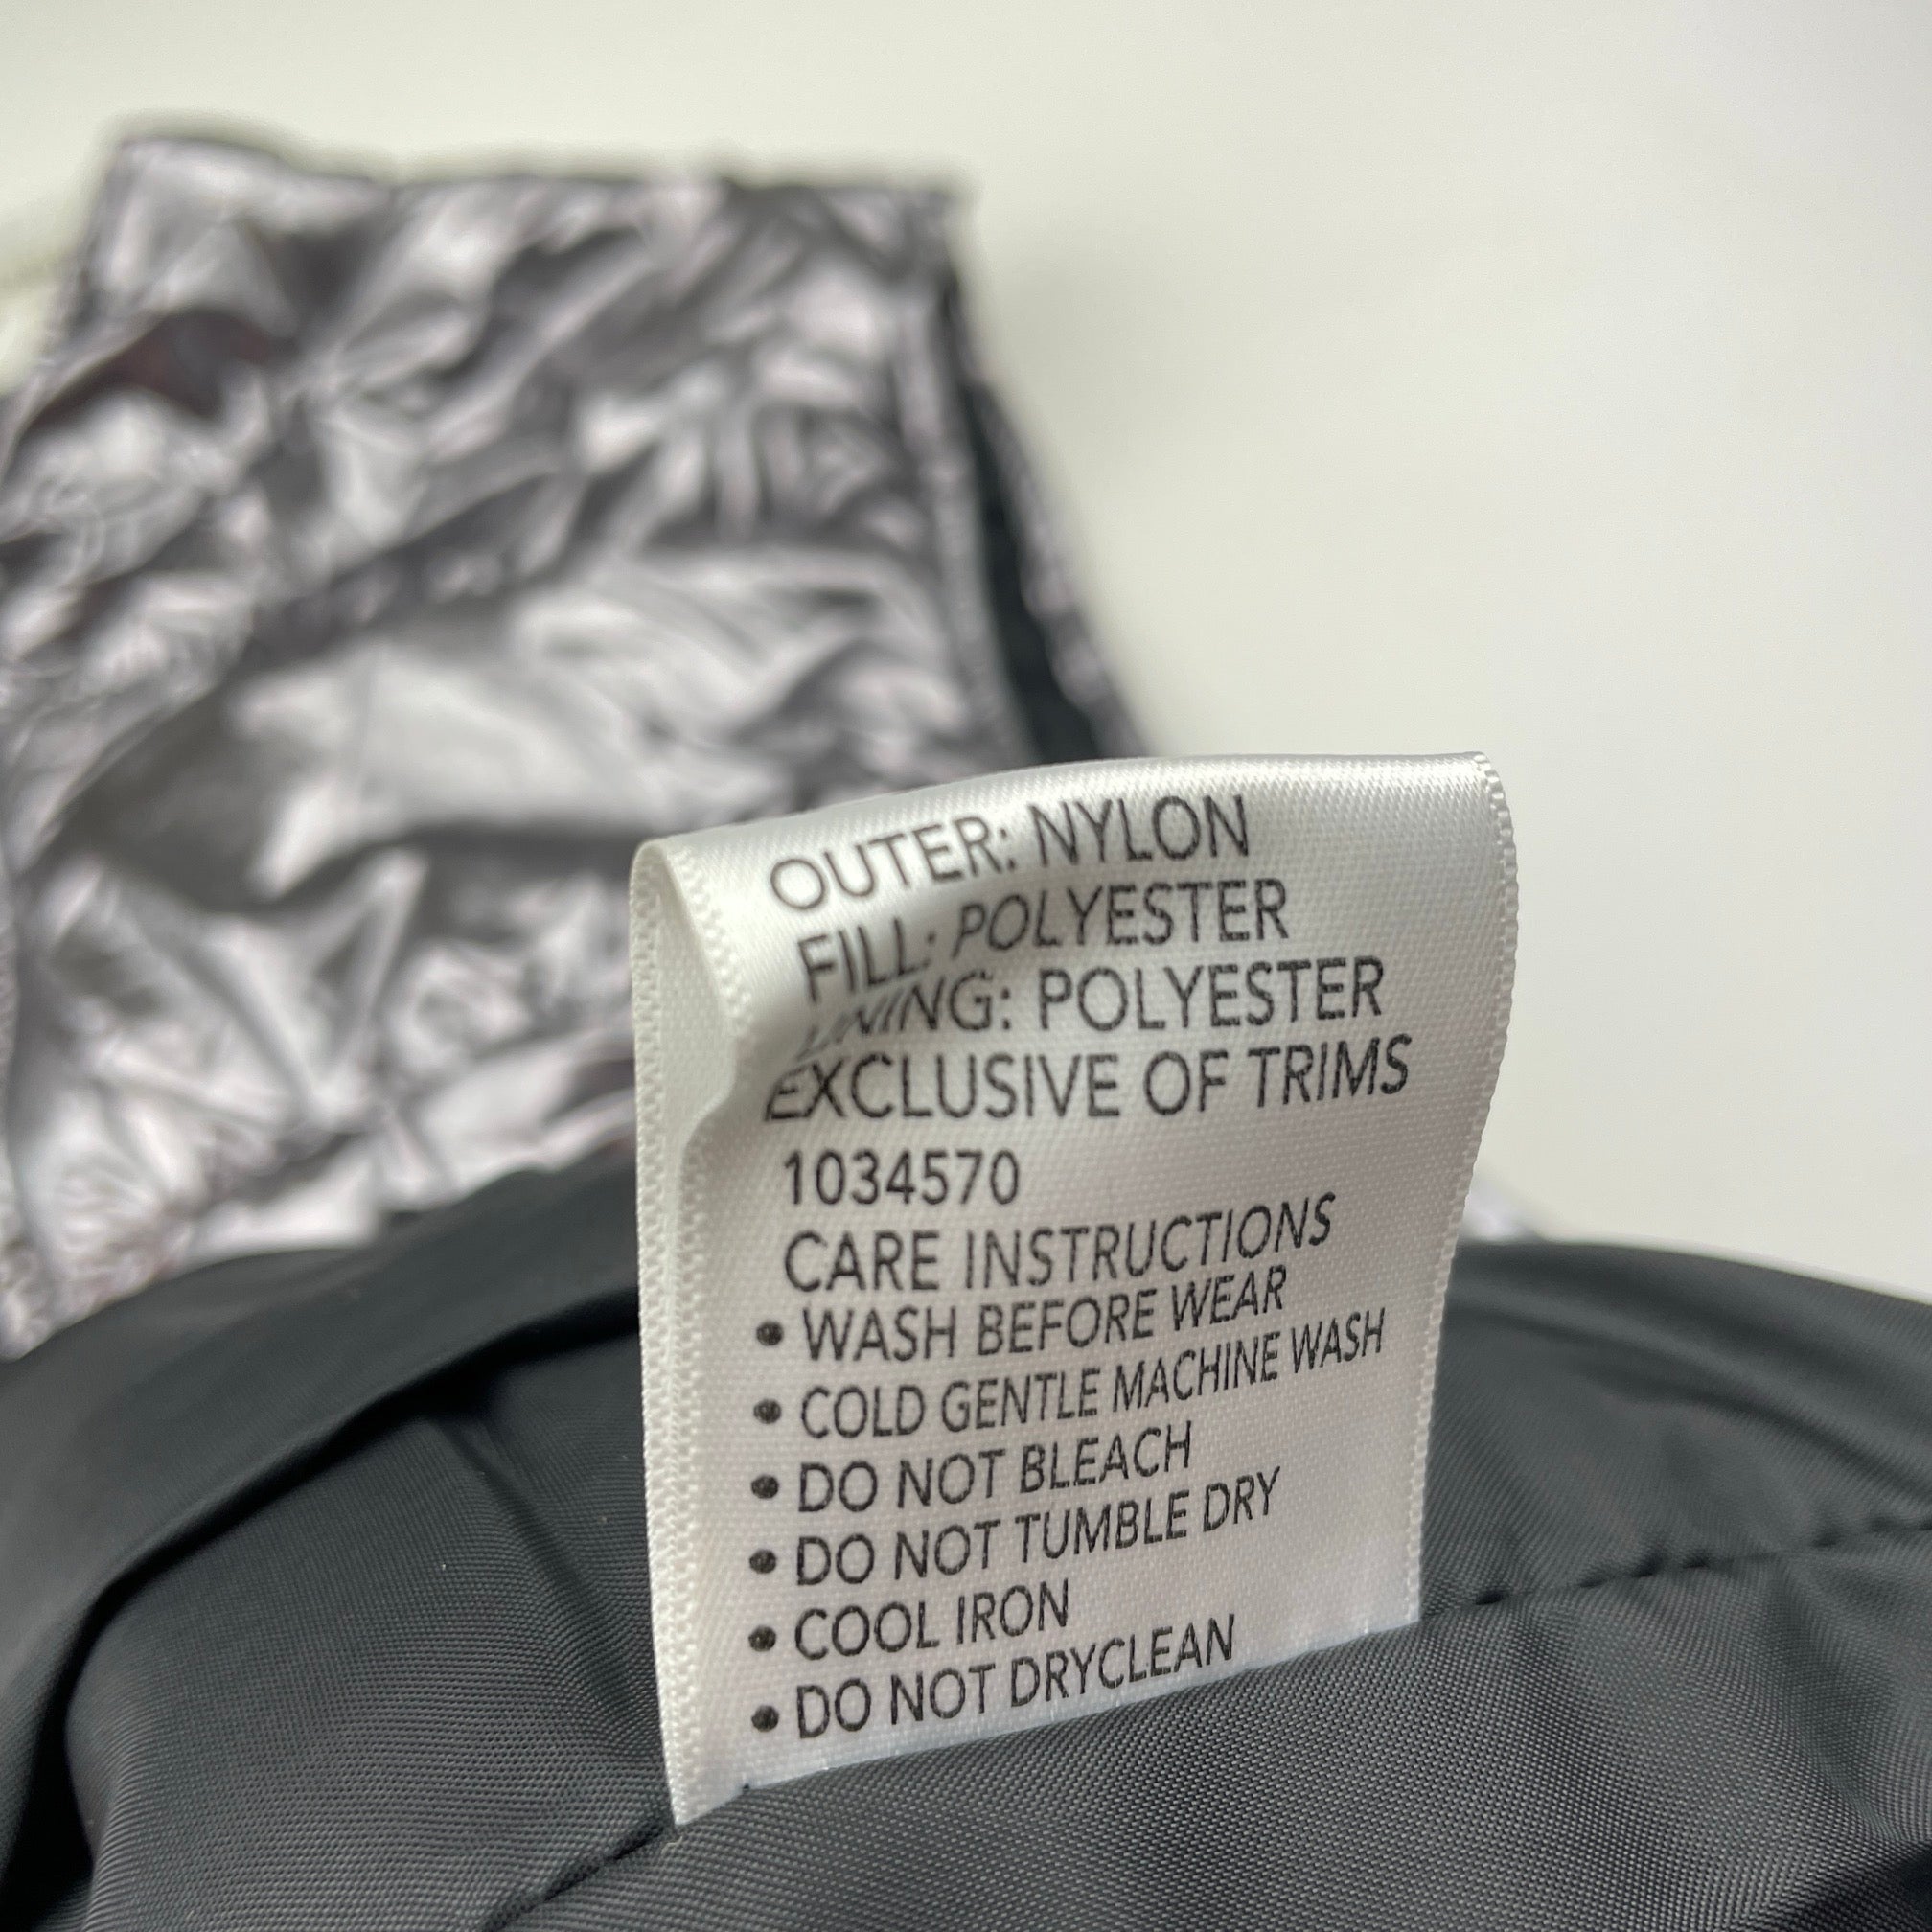 OUTER: NYLON
FILL: POLYESTER
LINING: POLYESTER
EXCLUSIVE OF TRIMS
1034570
CARE INSTRUCTIONS
• WASH BEFORE WEAR
• COLD GENTLE MACHINE WASH
• DO NOT BLEACH
• DO NOT TUMBLE DRY
• COOL IRON
• DO NOT DRYCLEAN